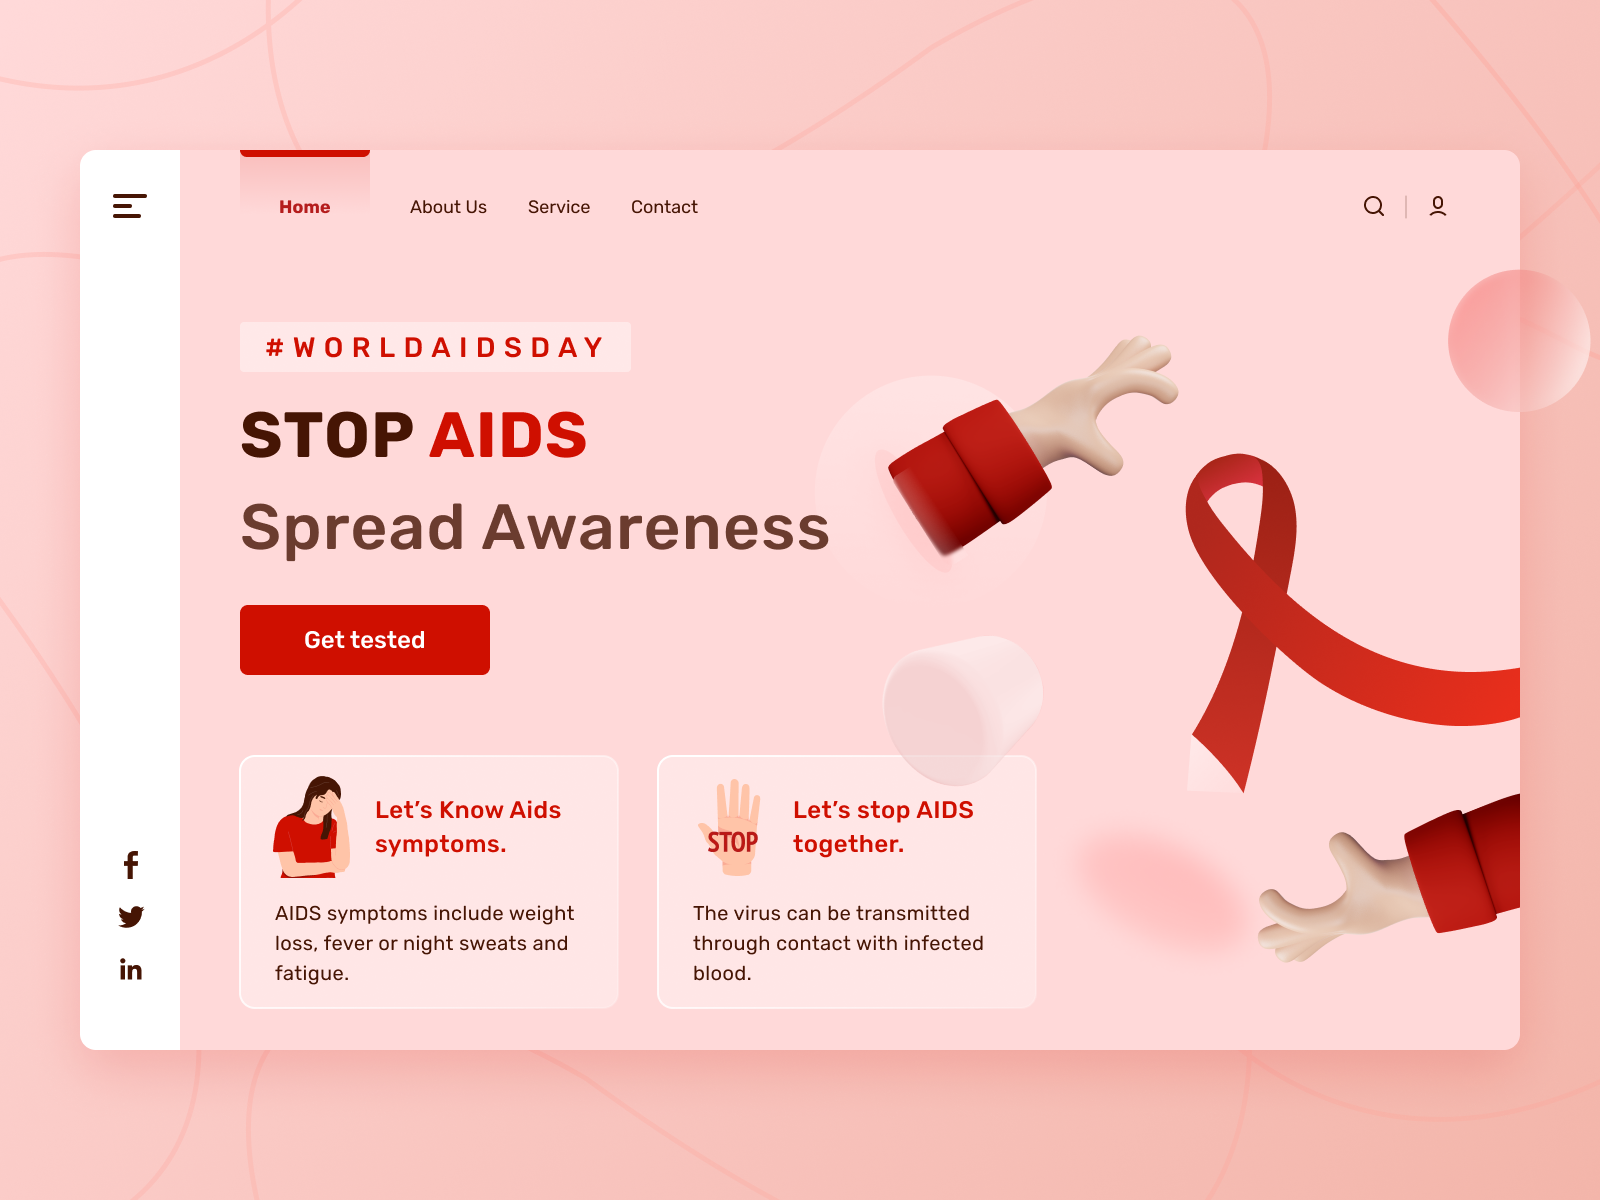 Home
About Us
Service
Contact
#WORLDAIDSDAY
STOP AIDS
Spread Awareness
Get tested
Let’s Know Aids
symptoms.
AIDS symptoms include weight
loss, fever or night sweats and
fatigue.
STOP
Let’s stop AIDS
together.
The virus can be transmitted
through contact with infected
blood.